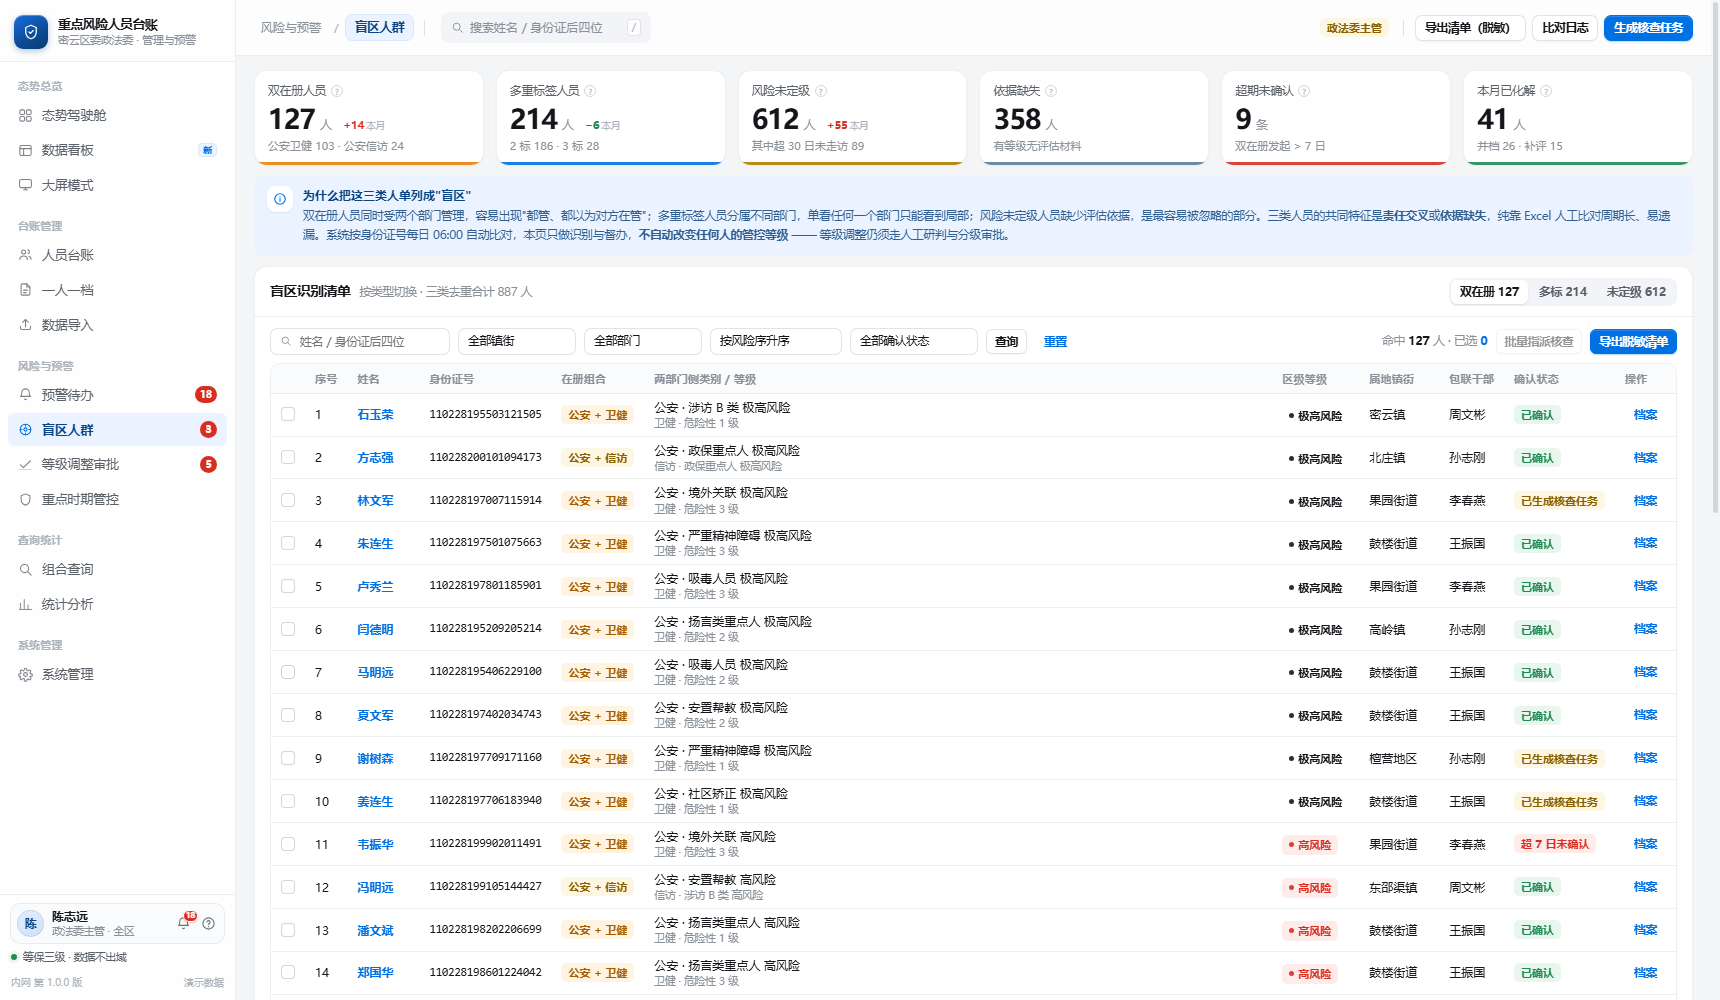 重点风险人员台账
密云区委政法委 · 管理与预警
态势总览
态势驾驶舱
数据看板 新
大屏模式
台账管理
人员台账
一人一档
数据导入
风险与预警
预警待办 18
盲区人群 3
等级调整审批 5
重点时期管控
查询统计
组合查询
统计分析
系统管理
系统管理
陈 陈志远 18
政法委主管 · 全区
等保三级 · 数据不出域
内网 第 1.0.0 版 演示数据
风险与预警 / 盲区人群 搜索姓名 / 身份证后四位 / 政法委主管 导出清单（脱敏） 比对日志 生成核查任务
双在册人员
127 人 +14 本月
公安卫健 103 · 公安信访 24
多重标签人员
214 人 −6 本月
2 标 186 · 3 标 28
风险未定级
612 人 +55 本月
其中超 30 日未走访 89
依据缺失
358 人
有等级无评估材料
超期未确认
9 条
双在册发起 > 7 日
本月已化解
41 人
并档 26 · 补评 15
为什么把这三类人单列成"盲区"
双在册人员同时受两个部门管理，容易出现"都管、都以为对方在管"；多重标签人员分属不同部门，单看任何一个部门只能看到局部；风险未定级人员缺少评估依据，是最容易被忽略的部分。三类人员的共同特征是责任交叉或依据缺失，纯靠 Excel 人工比对周期长、易遗
漏。系统按身份证号每日 06:00 自动比对，本页只做识别与督办，不自动改变任何人的管控等级 —— 等级调整仍须走人工研判与分级审批。
盲区识别清单 按类型切换 · 三类去重合计 887 人 双在册 127 多标 214 未定级 612
姓名 / 身份证后四位 全部镇街 全部部门 按风险序升序 全部确认状态 查询 重置 命中 127 人 · 已选 0 批量指派核查 导出脱敏清单
序号 姓名 身份证号 在册组合 两部门侧类别 / 等级 区级等级 属地镇街 包联干部 确认状态 操作
1 石玉荣 110228195503121505 公安 + 卫健 公安 · 涉访 B 类 极高风险 极高风险 密云镇 周文彬 已确认 档案
卫健 · 危险性 1 级
2 方志强 110228200101094173 公安 + 信访 公安 · 政保重点人 极高风险 极高风险 北庄镇 孙志刚 已确认 档案
信访 · 政保重点人 极高风险
3 林文军 110228197007115914 公安 + 卫健 公安 · 境外关联 极高风险 极高风险 果园街道 李春燕 已生成核查任务 档案
卫健 · 危险性 3 级
4 朱连生 110228197501075663 公安 + 卫健 公安 · 严重精神障碍 极高风险 极高风险 鼓楼街道 王振国 已确认 档案
卫健 · 危险性 3 级
5 卢秀兰 110228197801185901 公安 + 卫健 公安 · 吸毒人员 极高风险 极高风险 果园街道 李春燕 已确认 档案
卫健 · 危险性 3 级
6 闫德明 110228195209205214 公安 + 卫健 公安 · 扬言类重点人 极高风险 极高风险 高岭镇 孙志刚 已确认 档案
卫健 · 危险性 2 级
7 马明远 110228195406229100 公安 + 卫健 公安 · 吸毒人员 极高风险 极高风险 鼓楼街道 王振国 已确认 档案
卫健 · 危险性 2 级
8 夏文军 110228197402034743 公安 + 卫健 公安 · 安置帮教 极高风险 极高风险 鼓楼街道 王振国 已确认 档案
卫健 · 危险性 2 级
9 谢树森 110228197709171160 公安 + 卫健 公安 · 严重精神障碍 极高风险 极高风险 檀营地区 孙志刚 已生成核查任务 档案
卫健 · 危险性 1 级
10 姜连生 110228197706183940 公安 + 卫健 公安 · 社区矫正 极高风险 极高风险 鼓楼街道 王振国 已生成核查任务 档案
卫健 · 危险性 1 级
11 韦振华 110228199902011491 公安 + 卫健 公安 · 境外关联 高风险 高风险 果园街道 李春燕 超 7 日未确认 档案
卫健 · 危险性 3 级
12 冯明远 110228199105144427 公安 + 信访 公安 · 安置帮教 高风险 高风险 东邵渠镇 周文彬 已确认 档案
信访 · 涉访 B 类 高风险
13 潘文斌 110228198202206699 公安 + 卫健 公安 · 扬言类重点人 高风险 高风险 鼓楼街道 王振国 已确认 档案
卫健 · 危险性 1 级
14 郑国华 110228198601224042 公安 + 卫健 公安 · 扬言类重点人 高风险 高风险 鼓楼街道 王振国 已确认 档案
卫健 · 危险性 3 级